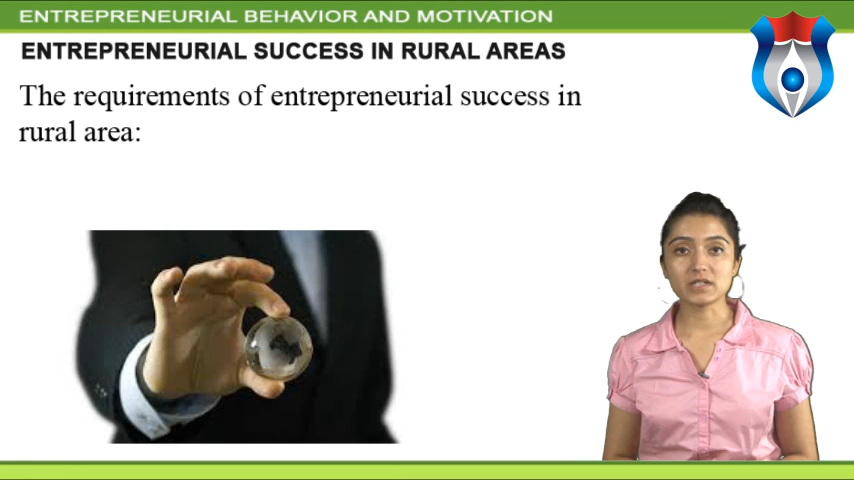 ENTREPRENEURIAL BEHAVIOR AND MOTIVATION
ENTREPRENEURIAL SUCCESS IN RURAL AREAS
The requirements of entrepreneurial success in
rural area: